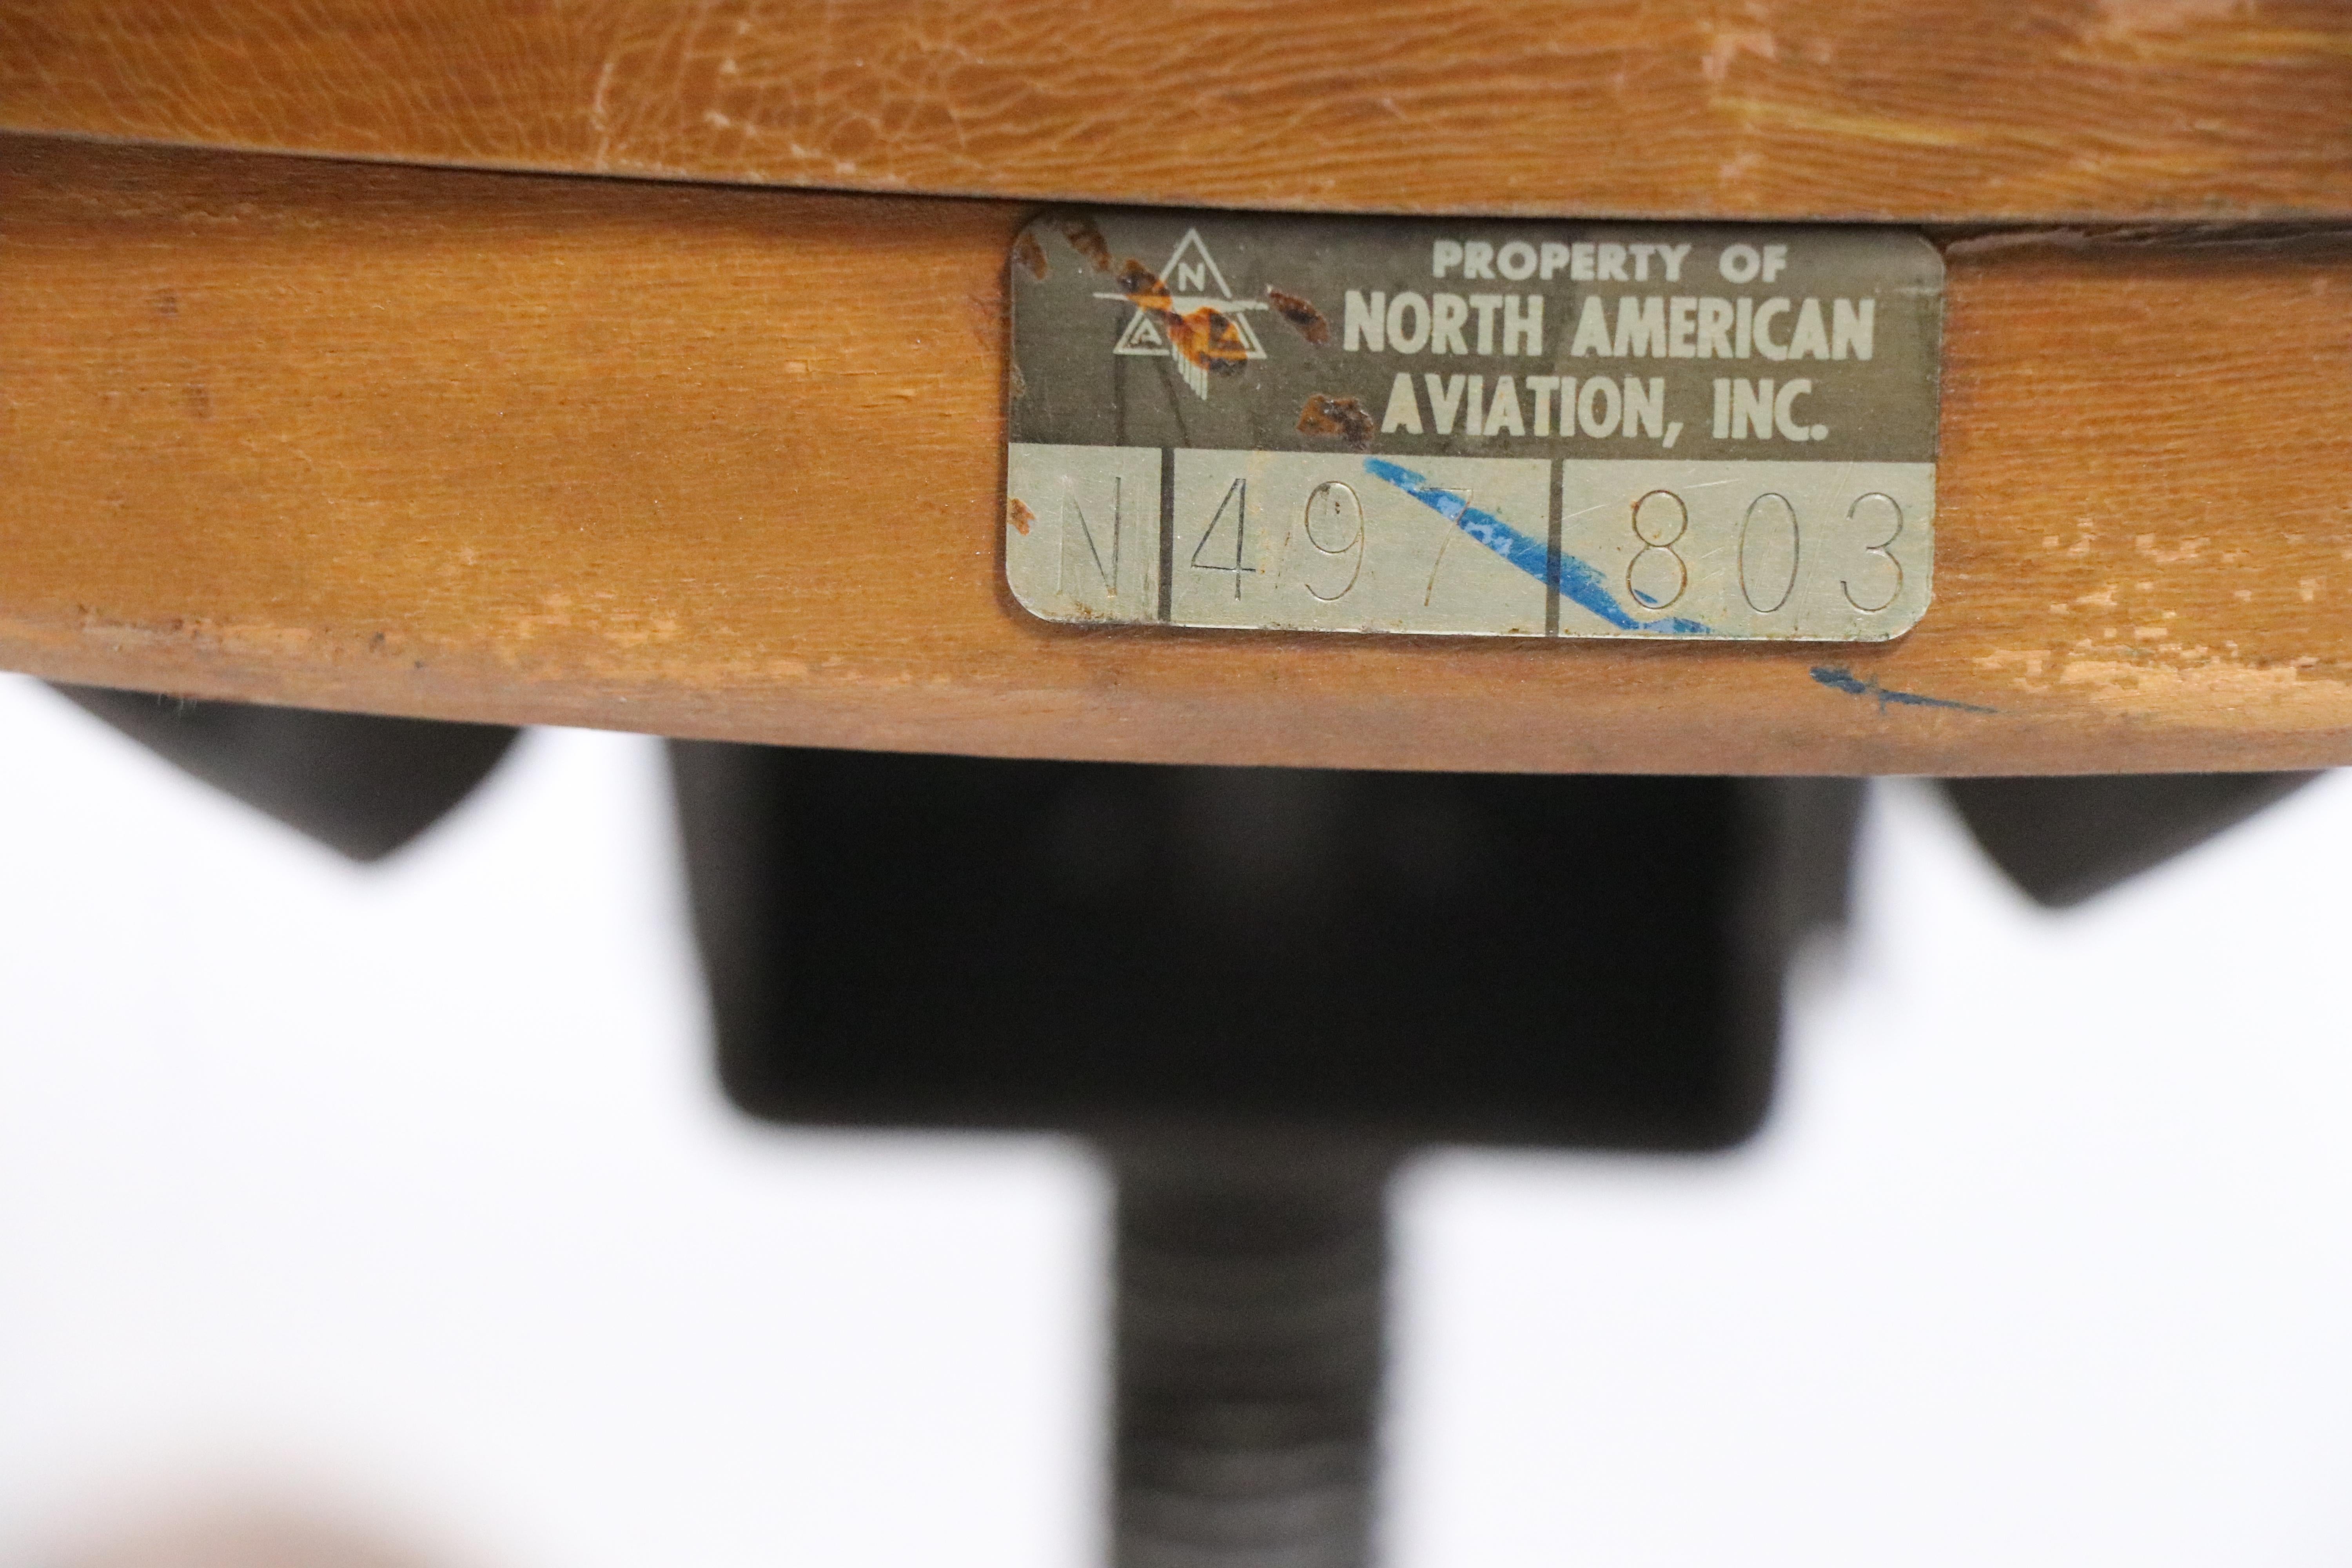 N
A A
PROPERTY OF
NORTH AMERICAN
AVIATION, INC.
N 497 803